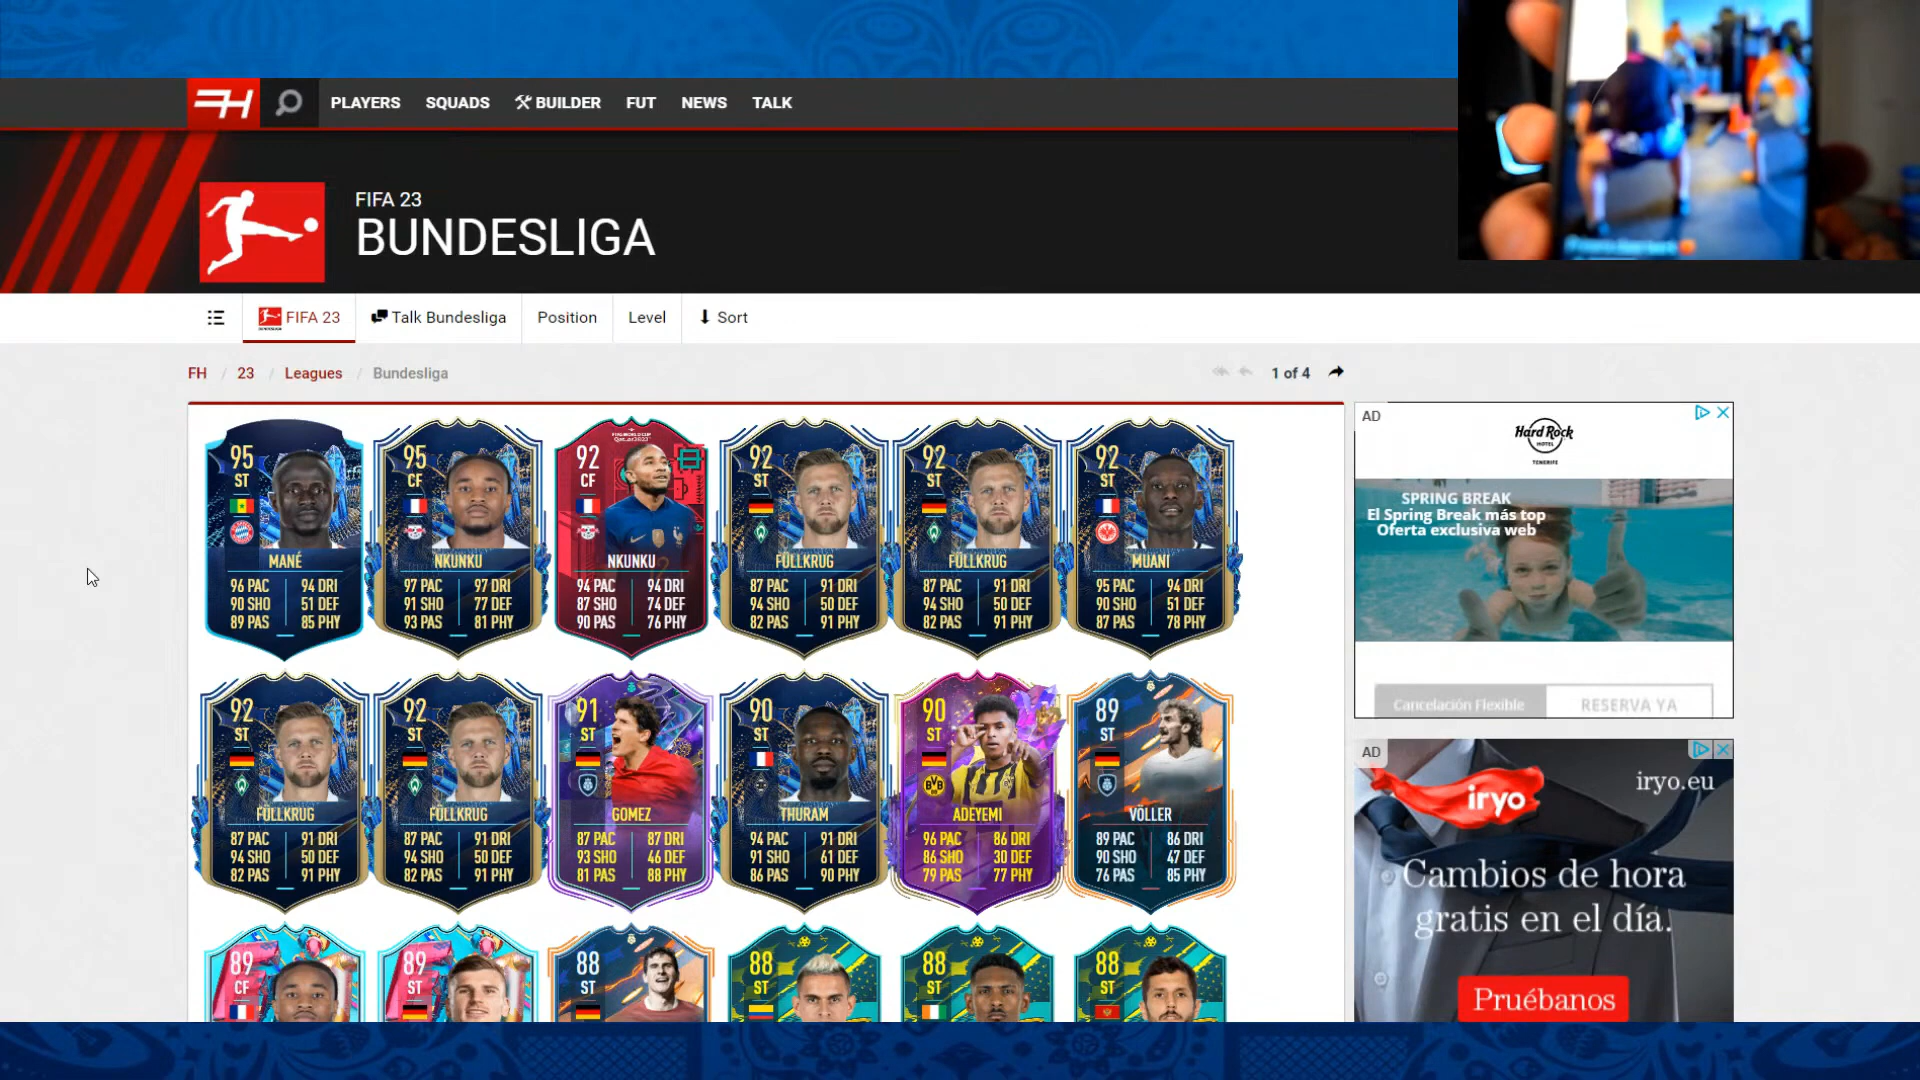 PLAYERS SQUADS BUILDER FUT NEWS TALK
FIFA 23
BUNDESLIGA
FIFA 23 Talk Bundesliga Position Level Sort
FH / 23 / Leagues / Bundesliga
1 of 4
95 ST
MANÉ
96 PAC 94 DRI
90 SHO 51 DEF
89 PAS 85 PHY
95 CF
NKUNKU
97 PAC 97 DRI
91 SHO 77 DEF
93 PAS 81 PHY
92 CF
NKUNKU
94 PAC 94 DRI
87 SHO 74 DEF
90 PAS 76 PHY
92 ST
FÜLLKRUG
87 PAC 91 DRI
94 SHO 50 DEF
82 PAS 91 PHY
92 ST
FÜLLKRUG
87 PAC 91 DRI
94 SHO 50 DEF
82 PAS 91 PHY
92 ST
MUANI
95 PAC 94 DRI
90 SHO 51 DEF
87 PAS 78 PHY
92 ST
FÜLLKRUG
87 PAC 91 DRI
94 SHO 50 DEF
82 PAS 91 PHY
92 ST
FÜLLKRUG
87 PAC 91 DRI
94 SHO 50 DEF
82 PAS 91 PHY
91 ST
GOMEZ
87 PAC 87 DRI
93 SHO 46 DEF
81 PAS 88 PHY
90 ST
THURAM
94 PAC 90 DRI
91 SHO 61 DEF
86 PAS 90 PHY
90 ST
ADEYEMI
96 PAC 86 DRI
86 SHO 30 DEF
79 PAS 77 PHY
89 ST
VÖLLER
89 PAC 86 DRI
90 SHO 47 DEF
76 PAS 85 PHY
89 CF
89 ST
88 ST
88 ST
88 ST
88 ST
AD
Hard Rock
HOTEL
TENERIFE
SPRING BREAK
El Spring Break más top
Oferta exclusiva web
Cancelación Flexible
RESERVA YA
AD
iryo
iryo.eu
Cambios de hora
gratis en el día.
Pruébanos